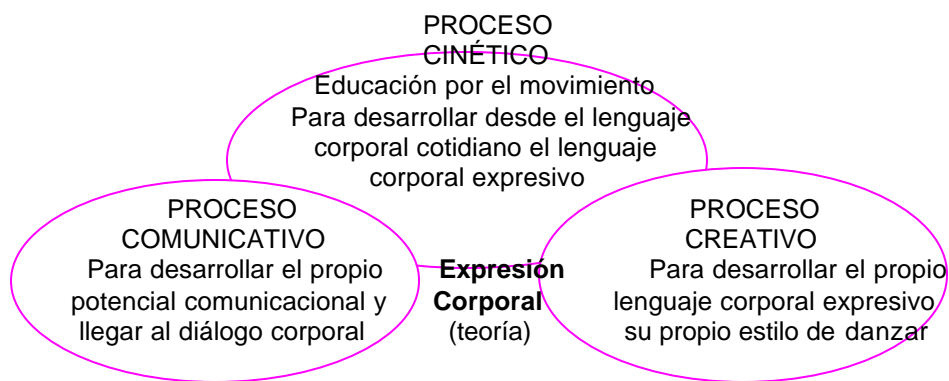 PROCESO
CINÉTICO
Educación por el movimiento
Para desarrollar desde el lenguaje
corporal cotidiano el lenguaje
corporal expresivo
PROCESO
COMUNICATIVO
Para desarrollar el propio
potencial comunicacional y
llegar al diálogo corporal
Expresión
Corporal
(teoría)
PROCESO
CREATIVO
Para desarrollar el propio
lenguaje corporal expresivo
su propio estilo de danzar